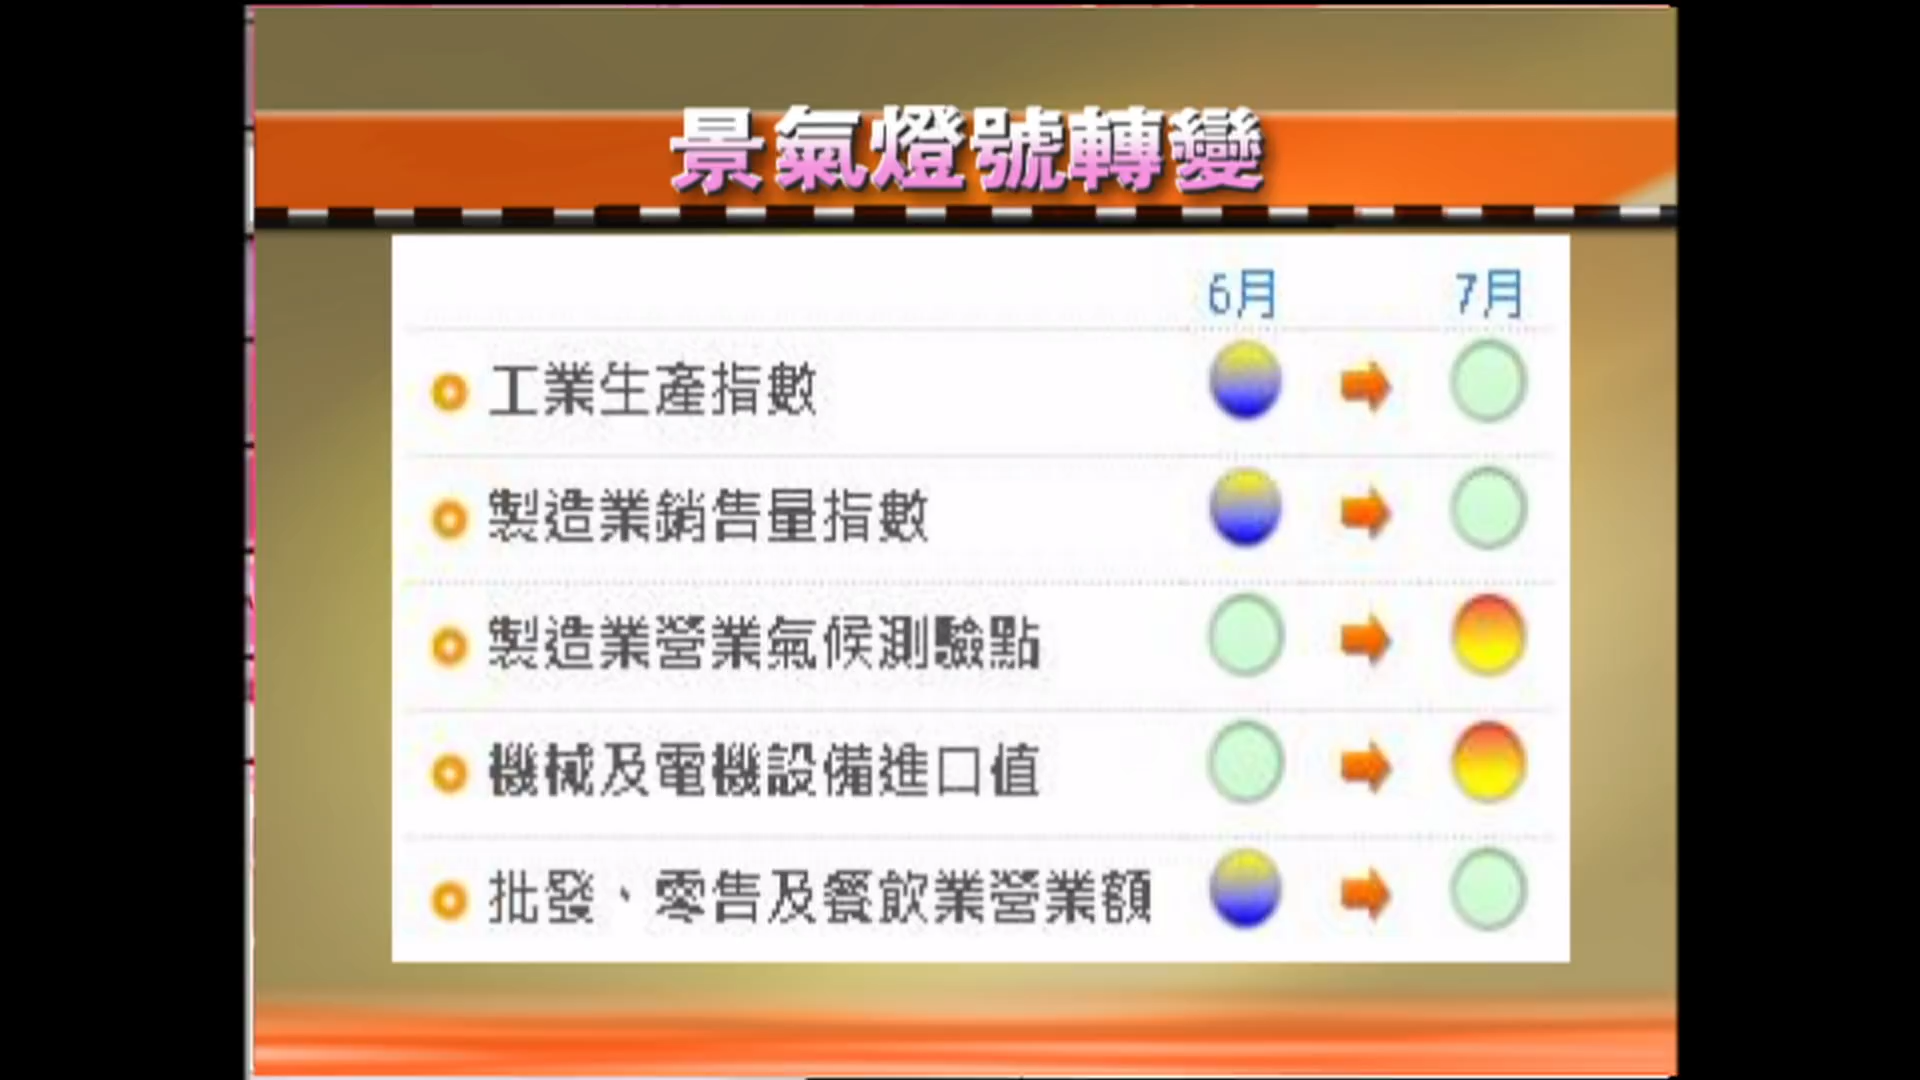 景氣燈號轉變
6月 7月
工業生產指數
製造業銷售量指數
製造業營業氣候測驗點
機械及電機設備進口值
批發、零售及餐飲業營業額